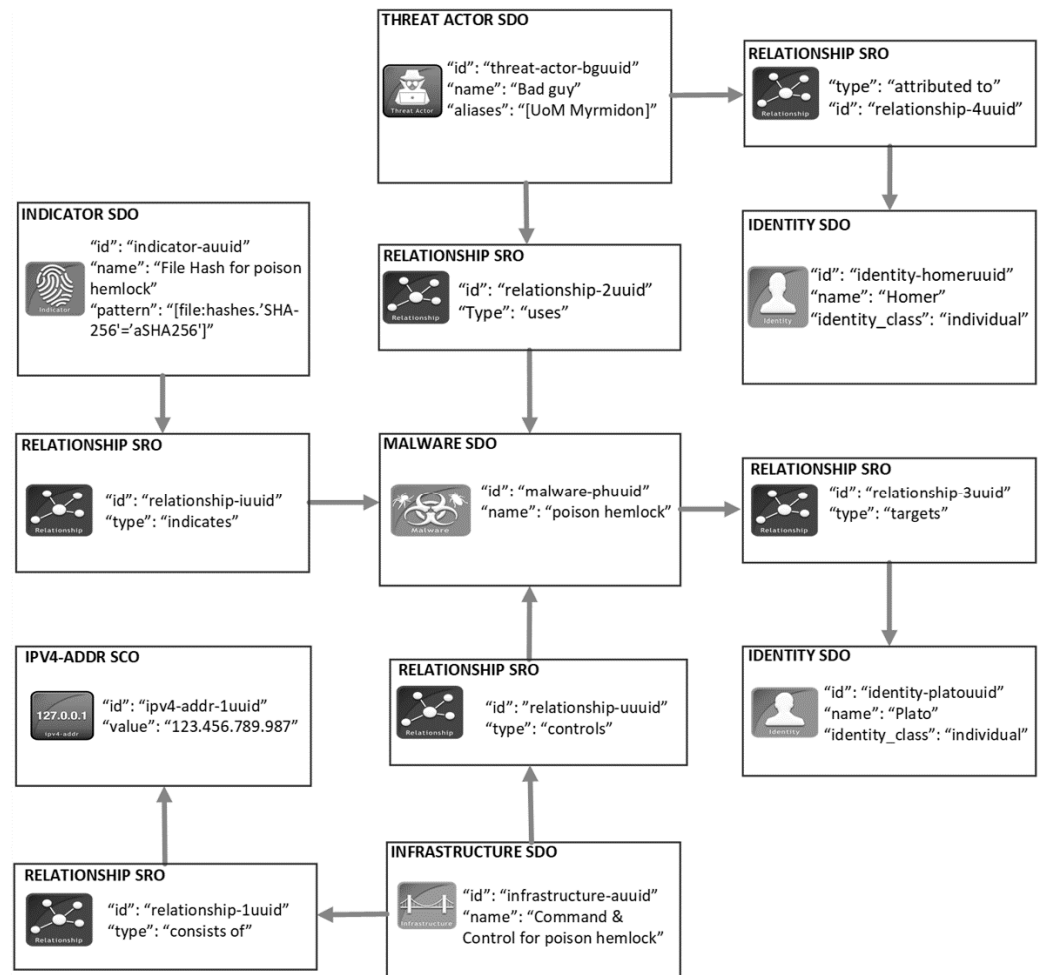 THREAT ACTOR SDO
“id”: “threat-actor-bguuid”
“name”: “Bad guy”
“aliases”: “[UoM Myrmidon]”
Threat Actor
RELATIONSHIP SRO
“type”: “attributed to”
“id”: “relationship-4uuid”
Relationship
INDICATOR SDO
“id”: “indicator-auuid”
“name”: “File Hash for poison
hemlock”
“pattern”: “[file:hashes.’SHA-
256’=’aSHA256’]”
Indicator
RELATIONSHIP SRO
“id”: “relationship-2uuid”
“Type”: “uses”
Relationship
IDENTITY SDO
“id”: “identity-homeruuid”
“name”: “Homer”
“identity_class”: “individual”
Identity
RELATIONSHIP SRO
“id”: “relationship-iuuid”
“type”: “indicates”
Relationship
MALWARE SDO
“id”: “malware-phuuid”
“name”: “poison hemlock”
Malware
RELATIONSHIP SRO
“id”: “relationship-3uuid”
“type”: “targets”
Relationship
IPV4-ADDR SCO
127.0.0.1
“id”: “ipv4-addr-1uuid”
“value”: “123.456.789.987”
ipv4-addr
RELATIONSHIP SRO
“id”: “relationship-uuuid”
“type”: “controls”
Relationship
IDENTITY SDO
“id”: “identity-platouuid”
“name”: “Plato”
“identity_class”: “individual”
Identity
RELATIONSHIP SRO
“id”: “relationship-1uuid”
“type”: “consists of”
Relationship
INFRASTRUCTURE SDO
“id”: “infrastructure-auuid”
“name”: “Command &
Control for poison hemlock”
Infrastructure